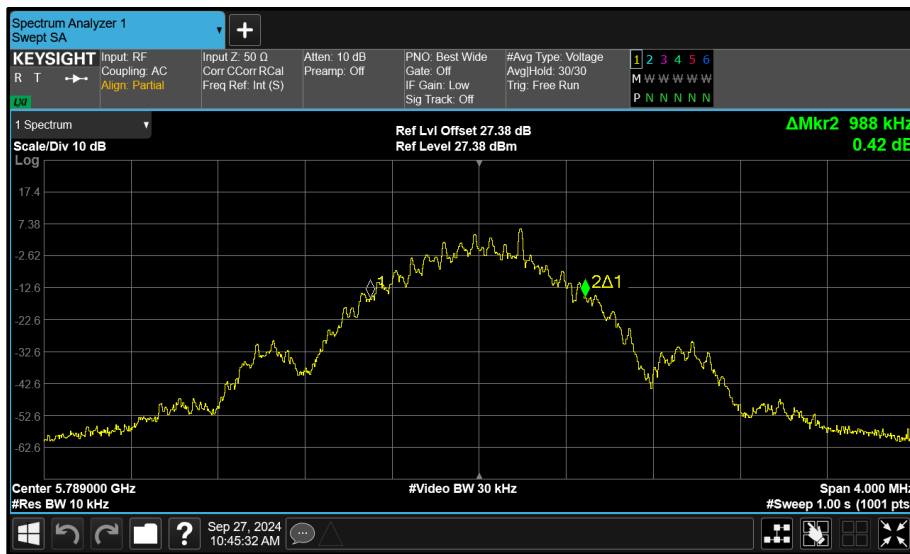 Spectrum Analyzer 1
Swept SA
+
KEYSIGHT
R T
LXI
Input: RF
Coupling: AC
Align: Partial
Input Z: 50 Ω
Corr CCorr RCal
Freq Ref: Int (S)
Atten: 10 dB
Preamp: Off
PNO: Best Wide
Gate: Off
IF Gain: Low
Sig Track: Off
#Avg Type: Voltage
Avg|Hold: 30/30
Trig: Free Run
1 2 3 4 5 6
M W W W W W
P N N N N N
1 Spectrum
Scale/Div 10 dB
Log
Ref Lvl Offset 27.38 dB
Ref Level 27.38 dBm
ΔMkr2 988 kHz
0.42 dB
17.4
7.38
-2.62
-12.6
-22.6
-32.6
-42.6
-52.6
-62.6
1
2Δ1
Center 5.789000 GHz
#Res BW 10 kHz
#Video BW 30 kHz
Span 4.000 MHz
#Sweep 1.00 s (1001 pts
?
Sep 27, 2024
10:45:32 AM